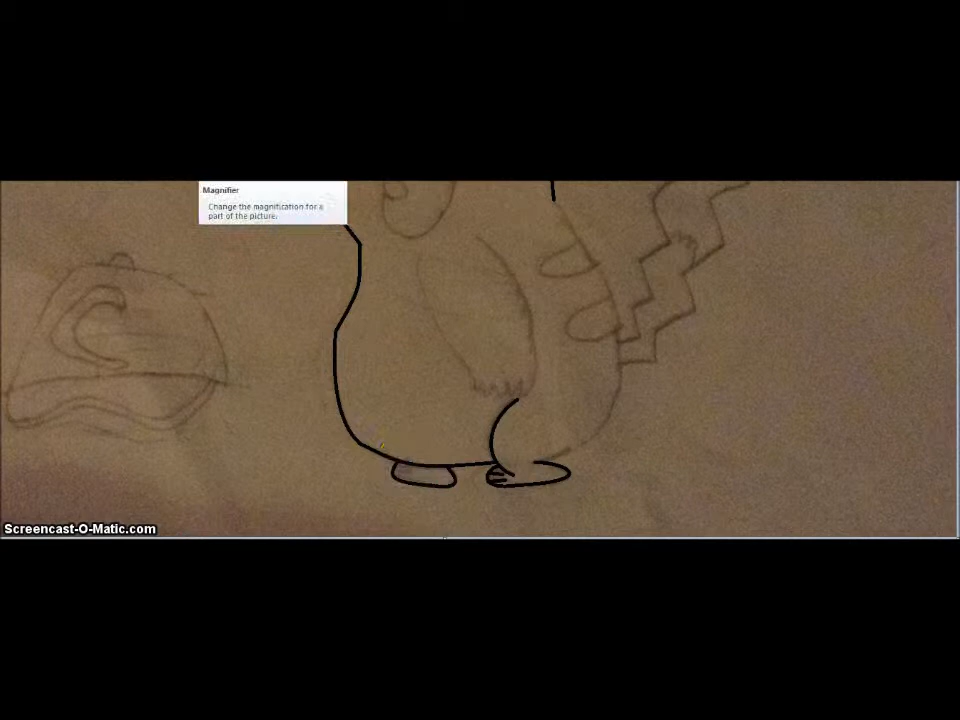 Magnifier
Change the magnification for a
part of the picture.
Screencast-O-Matic.com